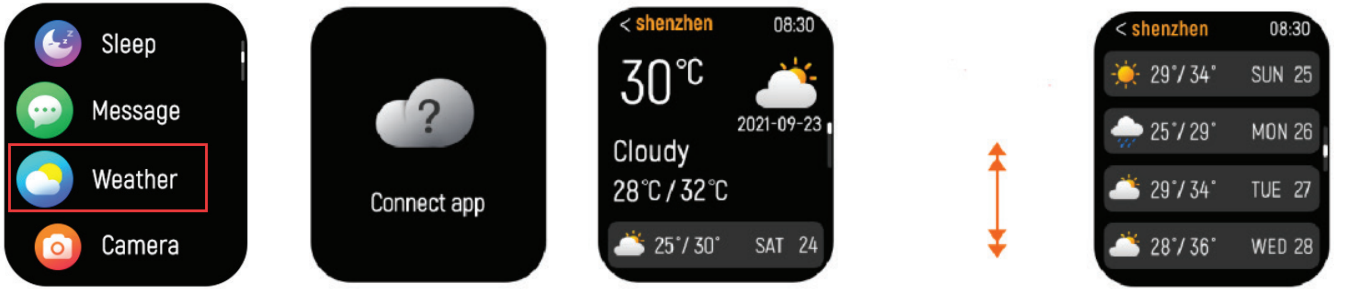 Sleep
Message
Weather
Camera
?
Connect app
< shenzhen 08:30
30°C
2021-09-23
Cloudy
28°C / 32°C
25°/ 30° SAT 24
< shenzhen 08:30
29°/ 34° SUN 25
25°/ 29° MON 26
29°/ 34° TUE 27
28°/ 36° WED 28